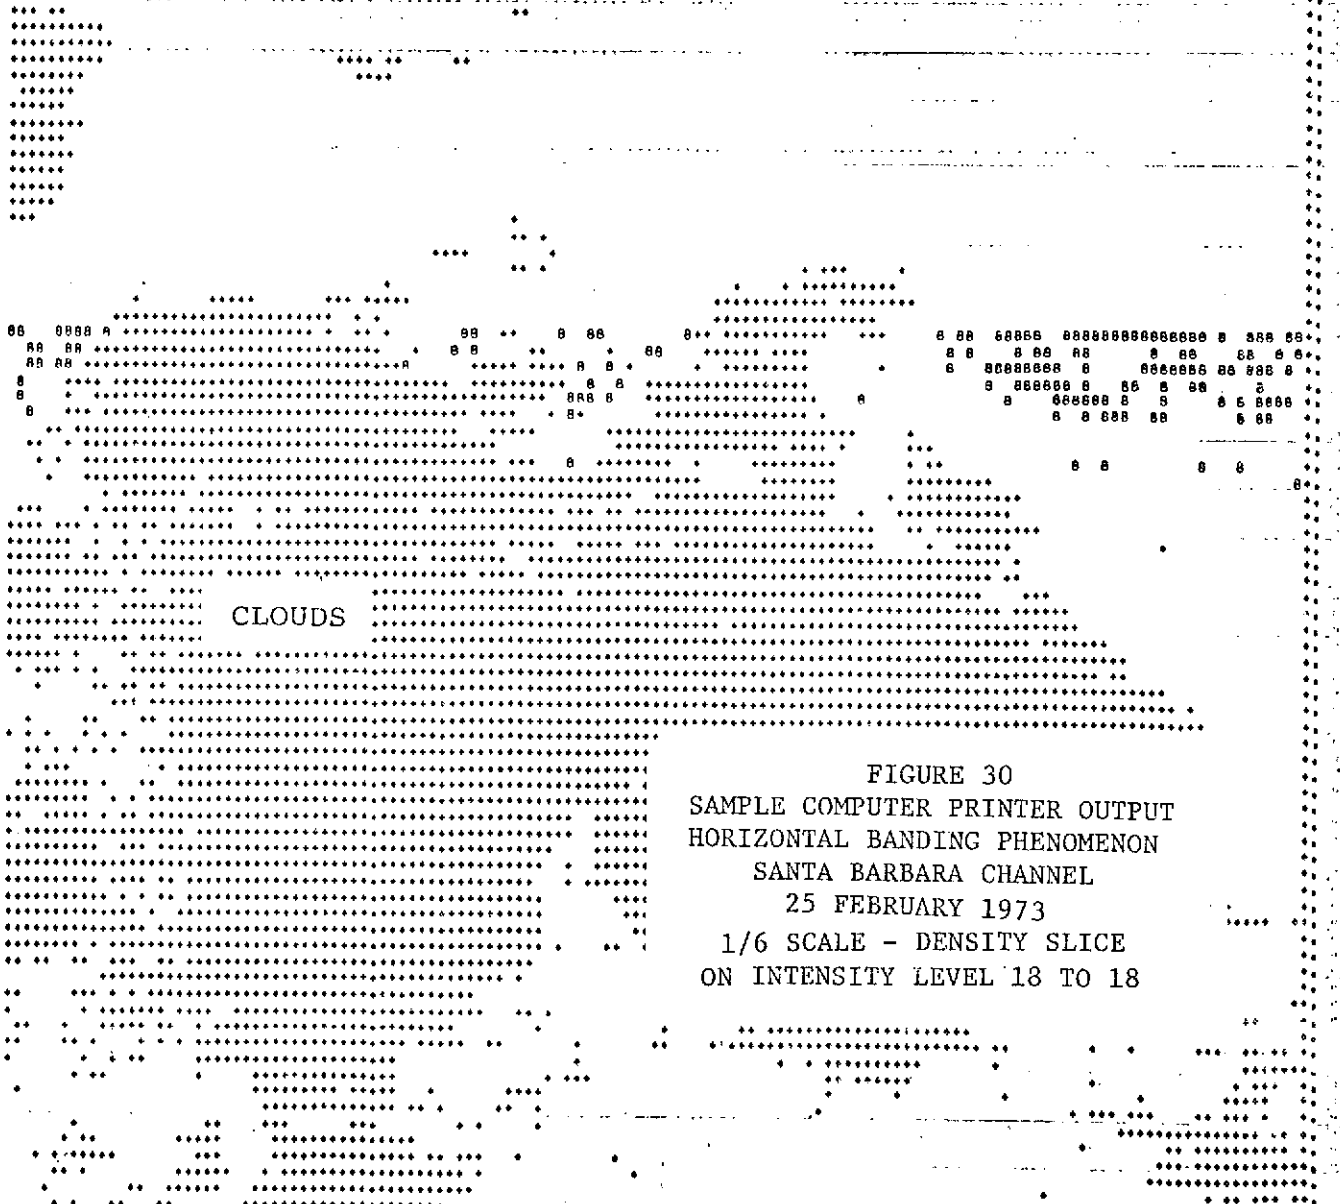 CLOUDS
FIGURE 30
SAMPLE COMPUTER PRINTER OUTPUT
HORIZONTAL BANDING PHENOMENON
SANTA BARBARA CHANNEL
25 FEBRUARY 1973
1/6 SCALE - DENSITY SLICE
ON INTENSITY LEVEL 18 TO 18